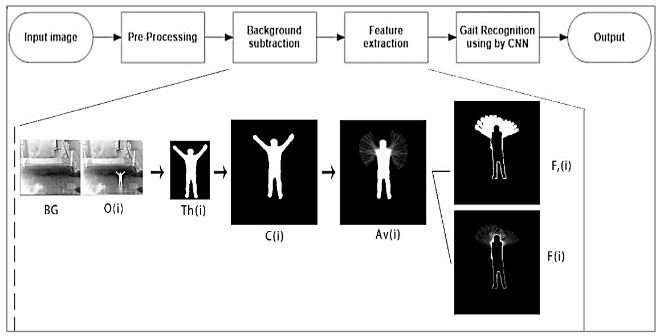 Input image
Pre-Processing
Background
subtraction
Feature
extraction
Gait Recognition
using by CNN
Output
BG
O(i)
Th(i)
C(i)
Av(i)
F,(i)
F(i)